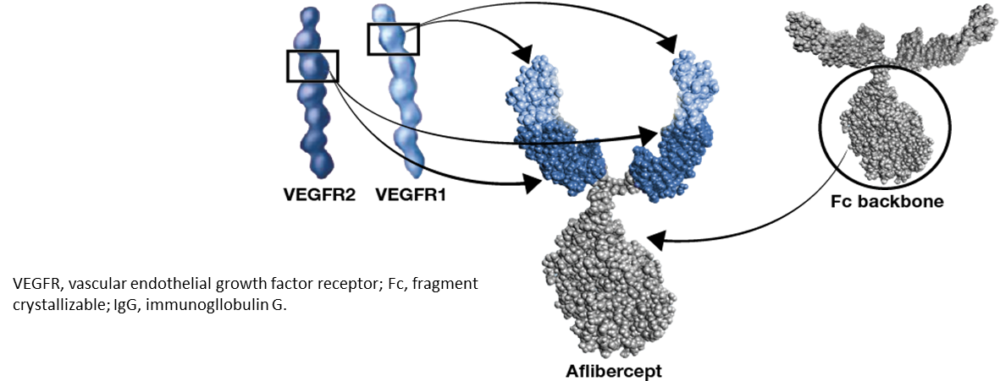 VEGFR2
VEGFR1
Fc backbone
VEGFR, vascular endothelial growth factor receptor; Fc, fragment
crystallizable; IgG, immunogllobulin G.
Aflibercept